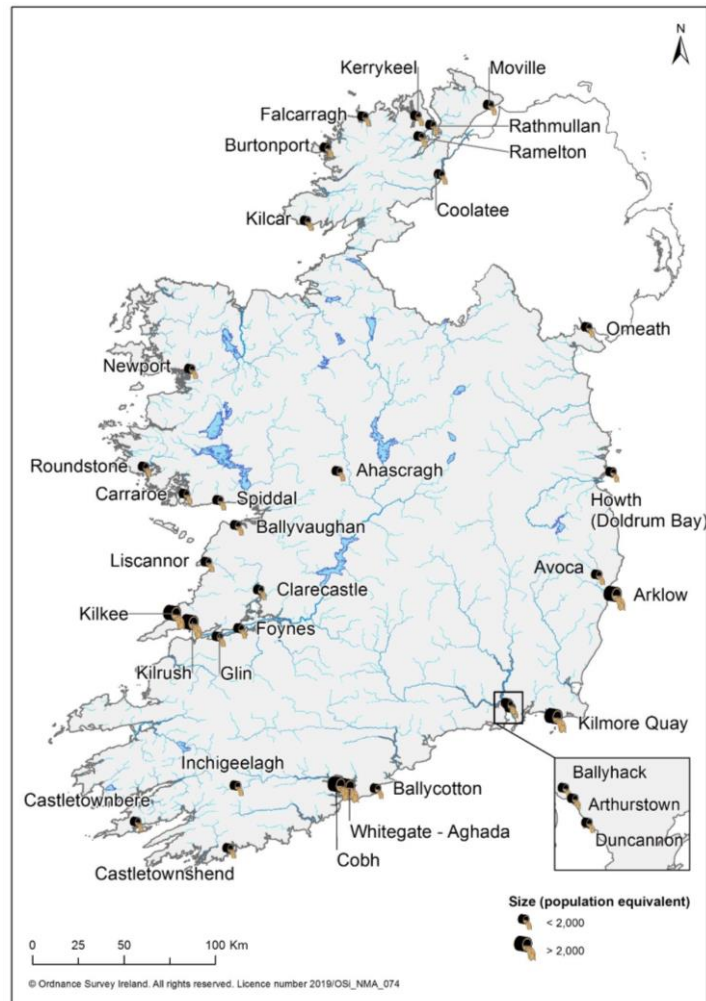 N
Kerrykeel
Moville
Falcarragh
Rathmullan
Burtonport
Ramelton
Coolatee
Kilcar
Omeath
Newport
Roundstone
Ahascragh
Carraroe
Spiddal
Howth
(Doldrum Bay)
Ballyvaughan
Liscannor
Avoca
Clarecastle
Arklow
Kilkee
Foynes
Kilrush
Glin
Kilmore Quay
Inchigeelagh
Ballycotton
Ballyhack
Castletownbere
Arthurstown
Whitegate - Aghada
Duncannon
Cobh
Castletownshend
Size (population equivalent)
< 2,000
> 2,000
0 25 50 100 Km
© Ordnance Survey Ireland. All rights reserved. Licence number 2019/OSi_NMA_074